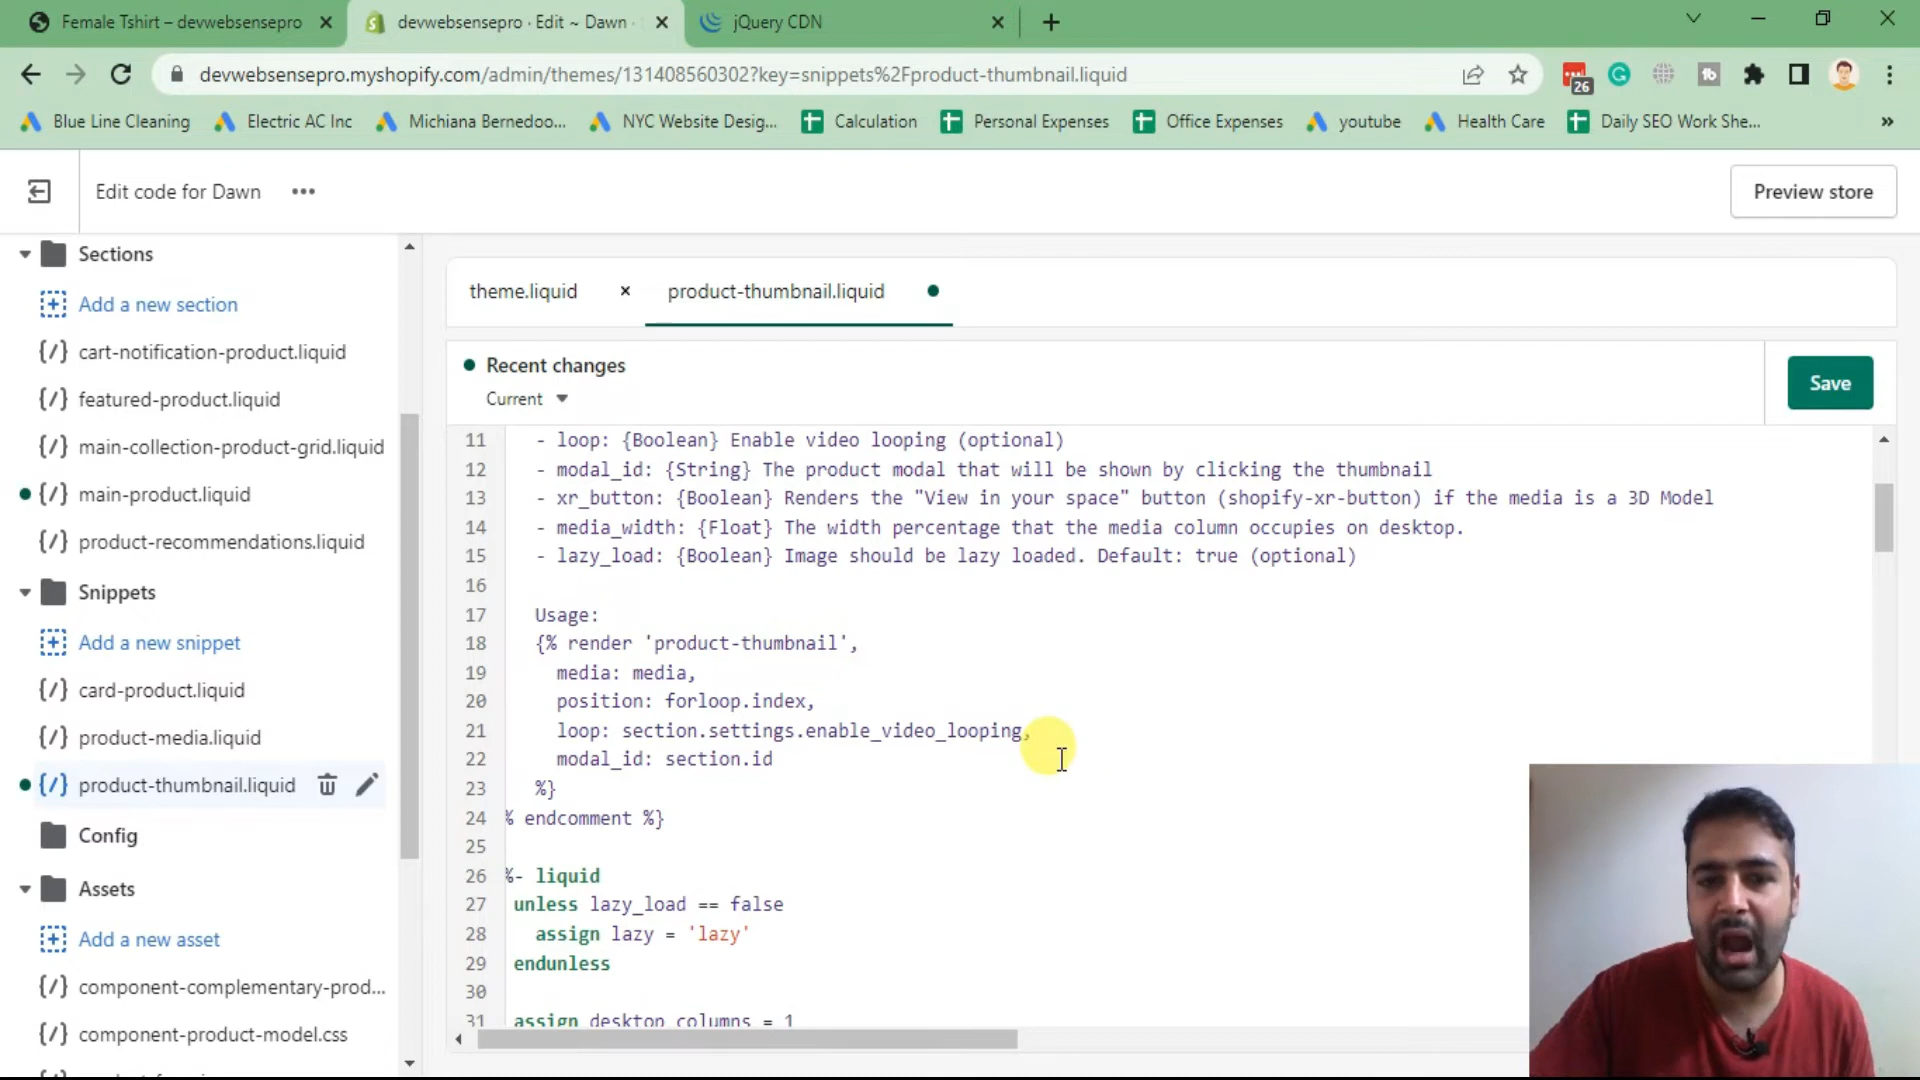 Female Tshirt – devwebsensepro
devwebsensepro · Edit ~ Dawn ·
jQuery CDN
devwebsensepro.myshopify.com/admin/themes/131408560302?key=snippets%2Fproduct-thumbnail.liquid
26
Blue Line Cleaning
Electric AC Inc
Michiana Bernedoo...
NYC Website Desig...
Calculation
Personal Expenses
Office Expenses
youtube
Health Care
Daily SEO Work She...
»
Edit code for Dawn
Preview store
Sections
Add a new section
{/} cart-notification-product.liquid
{/} featured-product.liquid
{/} main-collection-product-grid.liquid
{/} main-product.liquid
{/} product-recommendations.liquid
Snippets
Add a new snippet
{/} card-product.liquid
{/} product-media.liquid
{/} product-thumbnail.liquid
Config
Assets
Add a new asset
{/} component-complementary-prod...
{/} component-product-model.css
theme.liquid
product-thumbnail.liquid
Recent changes
Current
Save
11 - loop: {Boolean} Enable video looping (optional)
12 - modal_id: {String} The product modal that will be shown by clicking the thumbnail
13 - xr_button: {Boolean} Renders the "View in your space" button (shopify-xr-button) if the media is a 3D Model
14 - media_width: {Float} The width percentage that the media column occupies on desktop.
15 - lazy_load: {Boolean} Image should be lazy loaded. Default: true (optional)
16
17 Usage:
18 {% render 'product-thumbnail',
19 media: media,
20 position: forloop.index,
21 loop: section.settings.enable_video_looping,
22 modal_id: section.id
23 %}
24 % endcomment %}
25
26 %- liquid
27 unless lazy_load == false
28 assign lazy = 'lazy'
29 endunless
30
31 assign desktop_columns = 1